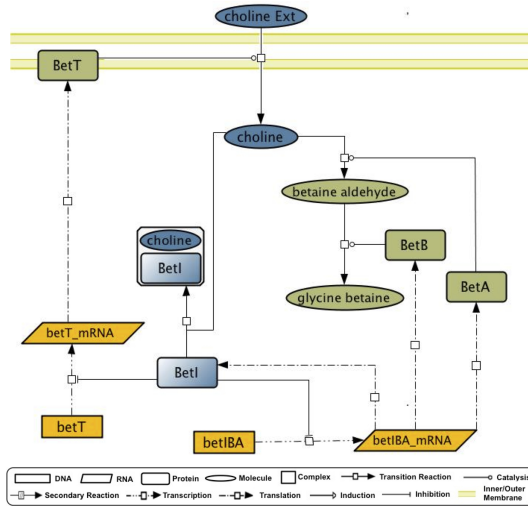 choline Ext
BetT
choline
betaine aldehyde
choline
BetI
BetB
BetA
glycine betaine
betT_mRNA
BetI
betT
betIBA
betIBA_mRNA
DNA RNA Protein Molecule Complex Transition Reaction Catalysis
Secondary Reaction Transcription Translation Induction Inhibition Inner/Outer
Membrane